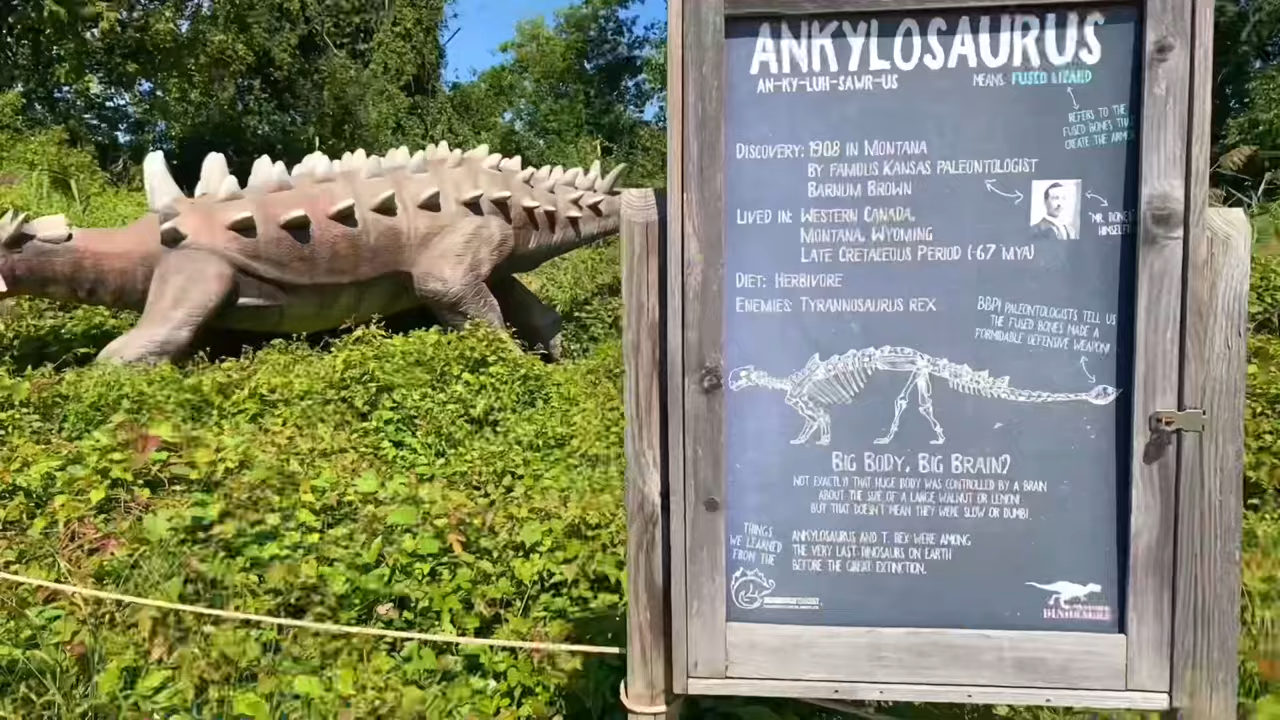 ANKYLOSAURUS
AN-KY-LUH-SAWR-US
MEANS: FUSED LIZARD
REFERS TO THE
FUSED BONES THAT
CREATE THE ARMOR
DISCOVERY: 1908 IN MONTANA
BY FAMOUS KANSAS PALEONTOLOGIST
BARNUM BROWN
"MR. BONES"
HIMSELF
LIVED IN: WESTERN CANADA,
MONTANA, WYOMING
LATE CRETACEOUS PERIOD (~67 MYA)
DIET: HERBIVORE
ENEMIES: TYRANNOSAURUS REX
BBPI PALEONTOLOGISTS TELL US
THE FUSED BONES MADE A
FORMIDABLE DEFENSIVE WEAPON!
BIG BODY, BIG BRAIN?
NOT EXACTLY! THAT HUGE BODY WAS CONTROLLED BY A BRAIN
ABOUT THE SIZE OF A LARGE WALNUT OR LEMON!
BUT THAT DOESN'T MEAN THEY WERE SLOW OR DUMB!
THINGS
WE LEARNED
FROM THE
ANKYLOSAURUS AND T. REX WERE AMONG
THE VERY LAST DINOSAURS ON EARTH
BEFORE THE GREAT EXTINCTION.